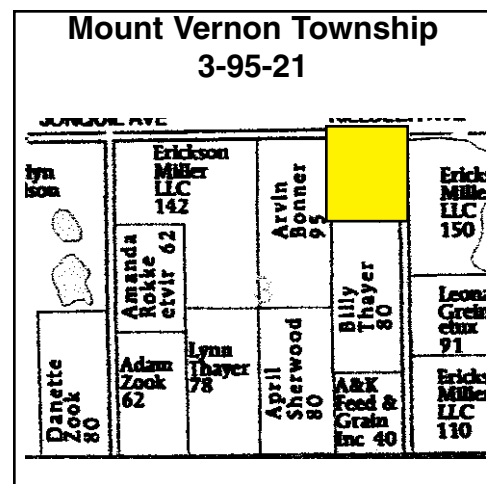 Mount Vernon Township
3-95-21
JONQUIL AVE
Erickson
Miller
LLC
142
Arvin
Bonner
95
Amanda
Rokke
etvir 62
Billy
Thayer
80
LLC
150
91
LLC
110
Danette
Zook
80
Adam
Zook
62
Lynn
Thayer
78
April
Sherwood
80
A&K
Feed &
Grain
Inc 40